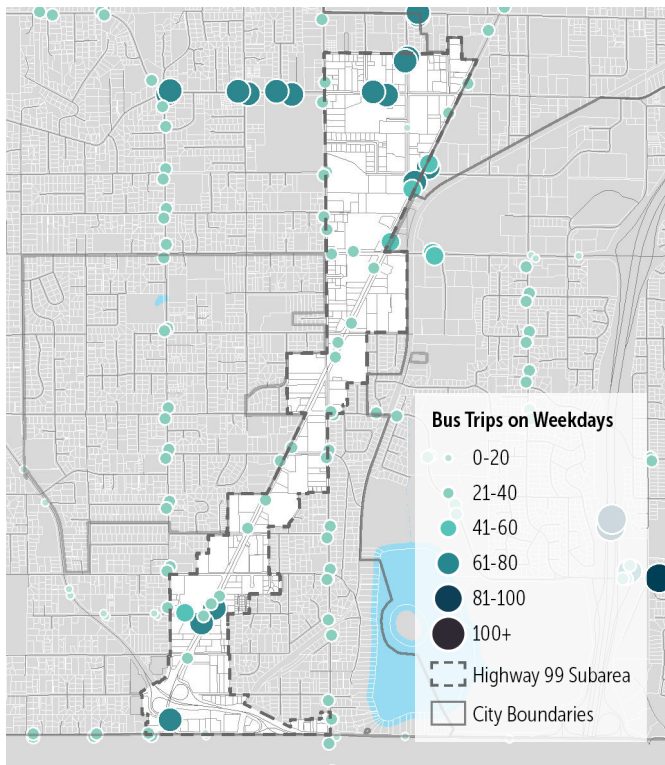 Bus Trips on Weekdays
0-20
21-40
41-60
61-80
81-100
100+
Highway 99 Subarea
City Boundaries